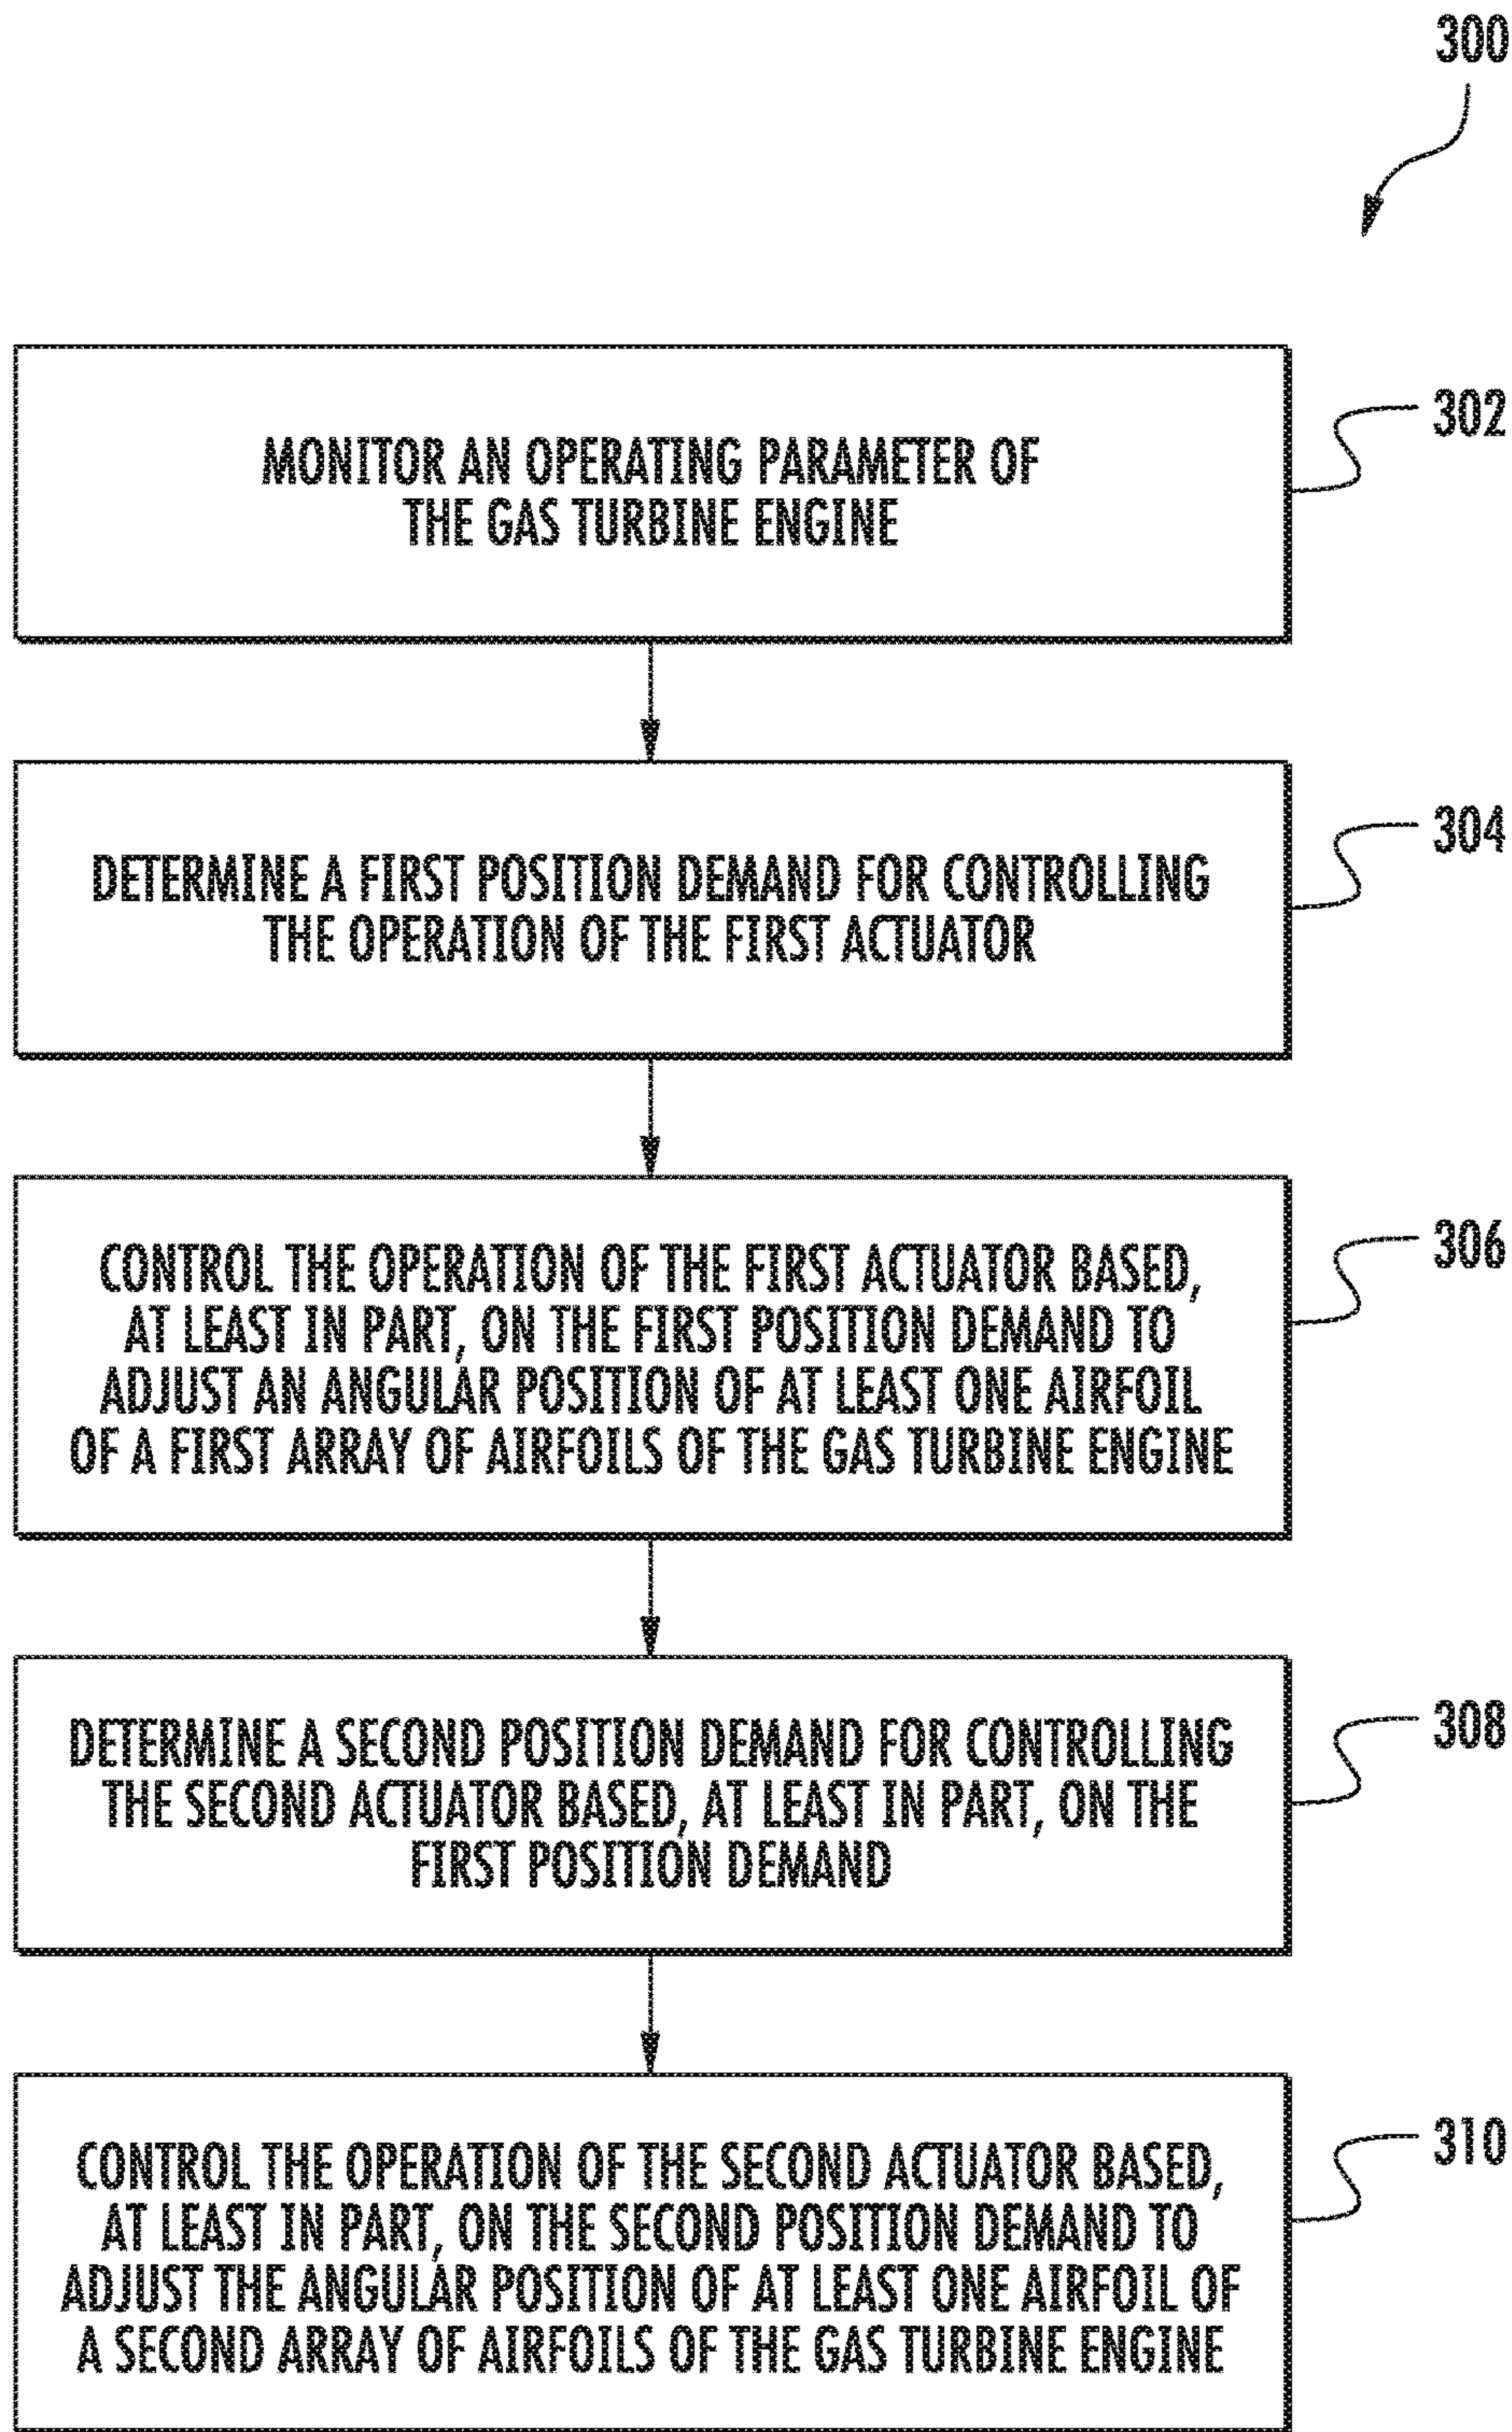 300
MONITOR AN OPERATING PARAMETER OF
THE GAS TURBINE ENGINE
302
DETERMINE A FIRST POSITION DEMAND FOR CONTROLLING
THE OPERATION OF THE FIRST ACTUATOR
304
CONTROL THE OPERATION OF THE FIRST ACTUATOR BASED,
AT LEAST IN PART, ON THE FIRST POSITION DEMAND TO
ADJUST AN ANGULAR POSITION OF AT LEAST ONE AIRFOIL
OF A FIRST ARRAY OF AIRFOILS OF THE GAS TURBINE ENGINE
306
DETERMINE A SECOND POSITION DEMAND FOR CONTROLLING
THE SECOND ACTUATOR BASED, AT LEAST IN PART, ON THE
FIRST POSITION DEMAND
308
CONTROL THE OPERATION OF THE SECOND ACTUATOR BASED,
AT LEAST IN PART, ON THE SECOND POSITION DEMAND TO
ADJUST THE ANGULAR POSITION OF AT LEAST ONE AIRFOIL OF
A SECOND ARRAY OF AIRFOILS OF THE GAS TURBINE ENGINE
310